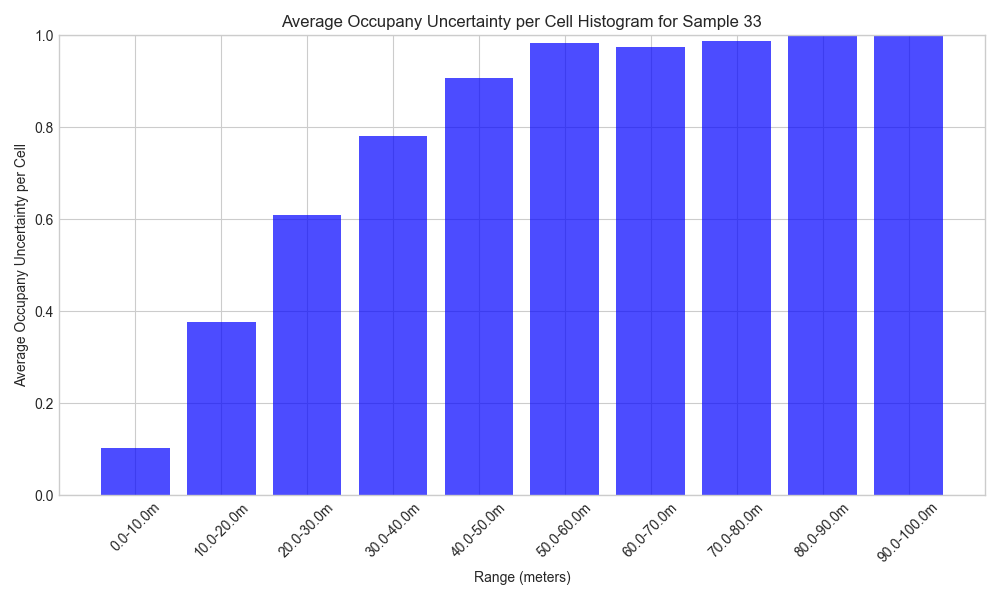 Average Occupany Uncertainty per Cell Histogram for Sample 33
Average Occupany Uncertainty per Cell
1.0
0.8
0.6
0.4
0.2
0.0
0.0-10.0m
10.0-20.0m
20.0-30.0m
30.0-40.0m
40.0-50.0m
50.0-60.0m
60.0-70.0m
70.0-80.0m
80.0-90.0m
90.0-100.0m
Range (meters)